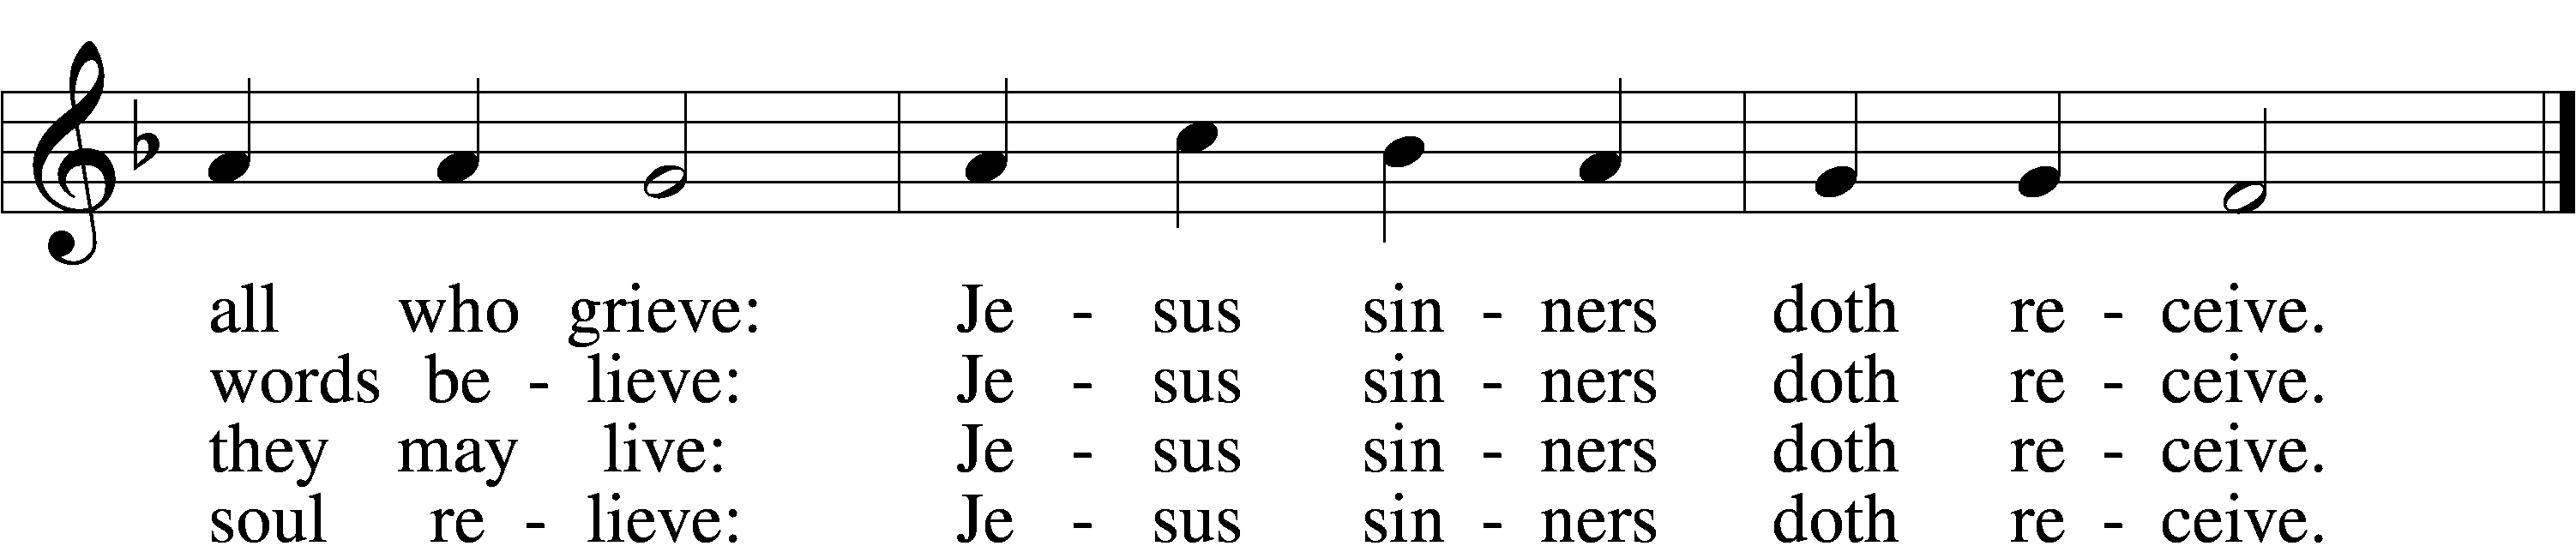 all who grieve: Je - sus sin - ners doth re - ceive.
words be - lieve: Je - sus sin - ners doth re - ceive.
they may live: Je - sus sin - ners doth re - ceive.
soul re - lieve: Je - sus sin - ners doth re - ceive.